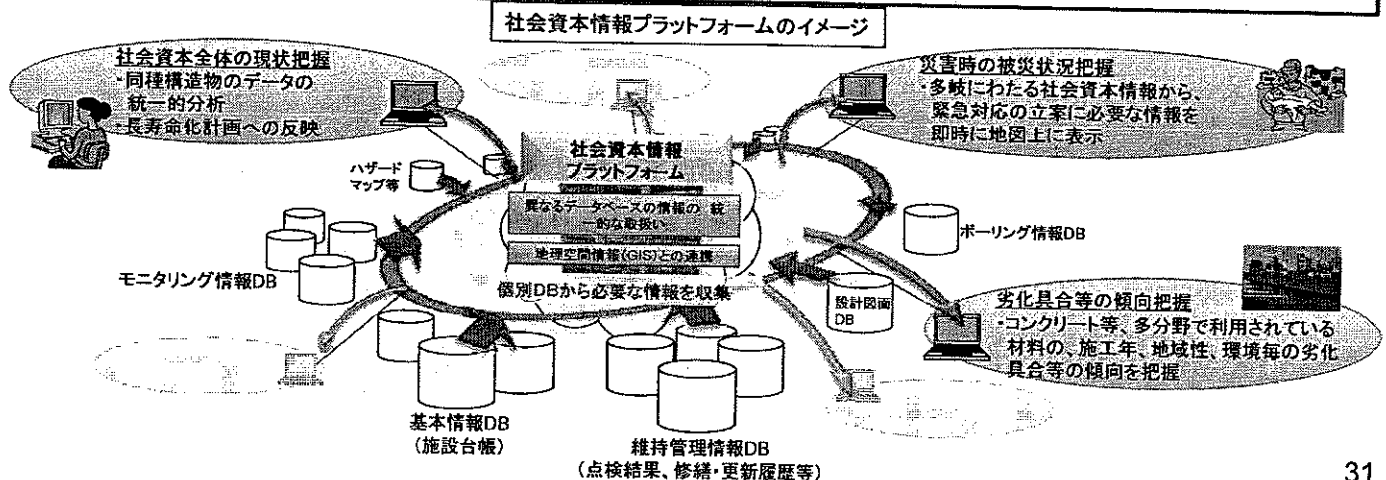 社会資本情報プラットフォームのイメージ
社会資本全体の現状把握
・同種構造物のデータの
統一的分析
・長寿命化計画への反映
災害時の被災状況把握
・多岐にわたる社会資本情報から、
緊急対応の立案に必要な情報を
即時に地図上に表示
ハザード
マップ等
社会資本情報
プラットフォーム
異なるデータベースの情報の 統
一的な取扱い
地理空間情報(GIS)との連携
個別DBから必要な情報を収集
モニタリング情報DB
ボーリング情報DB
設計図面
DB
劣化具合等の傾向把握
・コンクリート等、多分野で利用されている
材料の、施工年、地域性、環境毎の劣化
具合等の傾向を把握
基本情報DB
(施設台帳)
維持管理情報DB
(点検結果、修繕・更新履歴等)
31